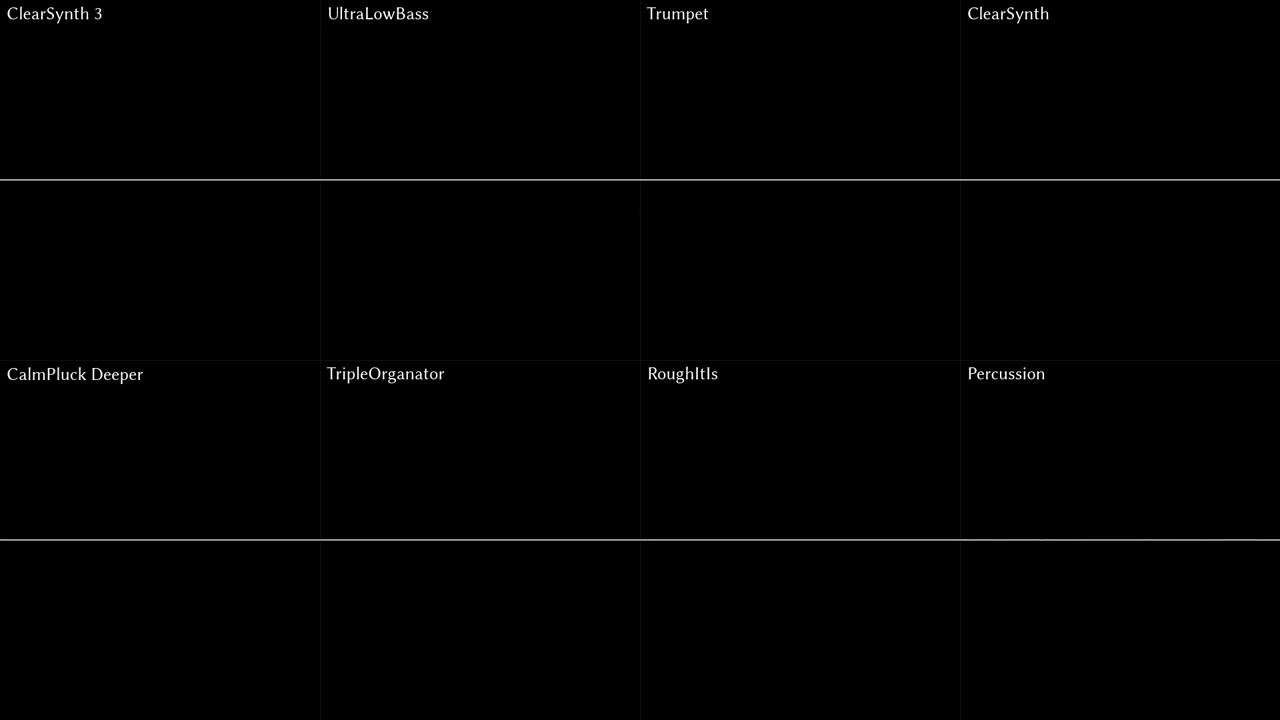 ClearSynth 3
UltraLowBass
Trumpet
ClearSynth
CalmPluck Deeper
TripleOrganator
RoughItIs
Percussion